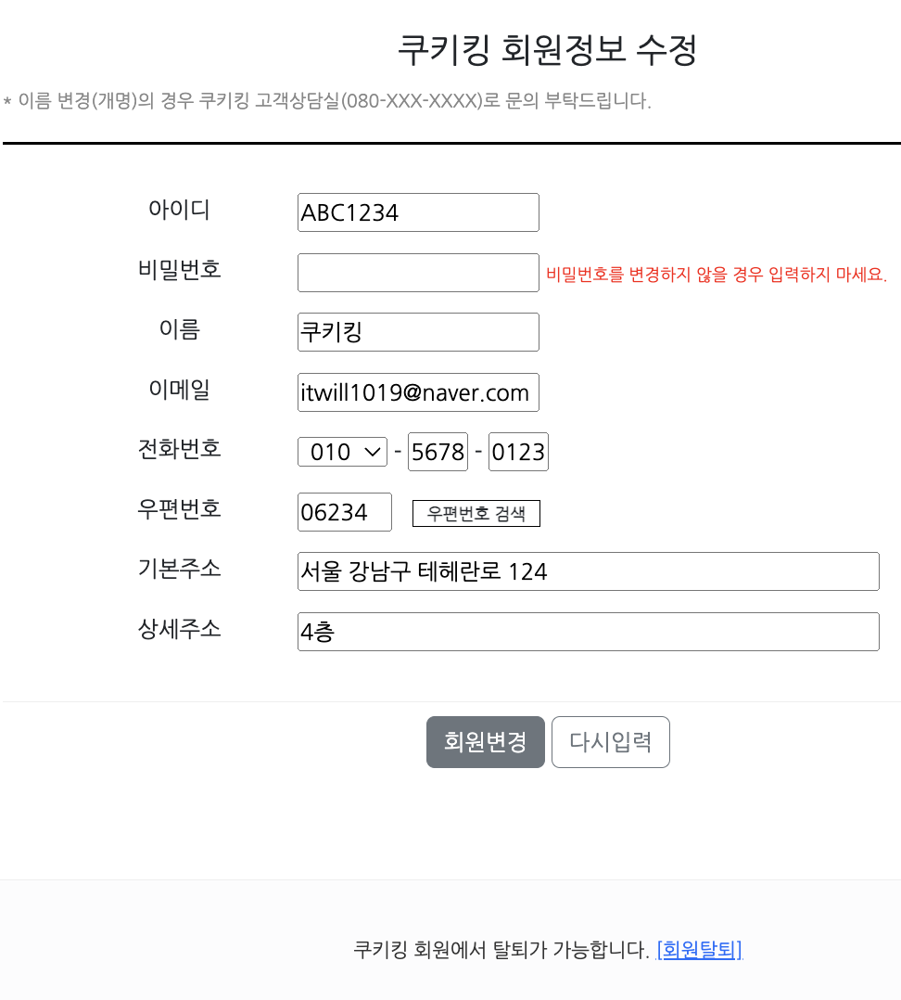 쿠키킹 회원정보 수정
* 이름 변경(개명)의 경우 쿠키킹 고객상담실(080-XXX-XXXX)로 문의 부탁드립니다.
아이디 ABC1234
비밀번호 비밀번호를 변경하지 않을 경우 입력하지 마세요.
이름 쿠키킹
이메일 itwill1019@naver.com
전화번호 010 - 5678 - 0123
우편번호 06234 우편번호 검색
기본주소 서울 강남구 테헤란로 124
상세주소 4층
회원변경 다시입력
쿠키킹 회원에서 탈퇴가 가능합니다. [회원탈퇴]